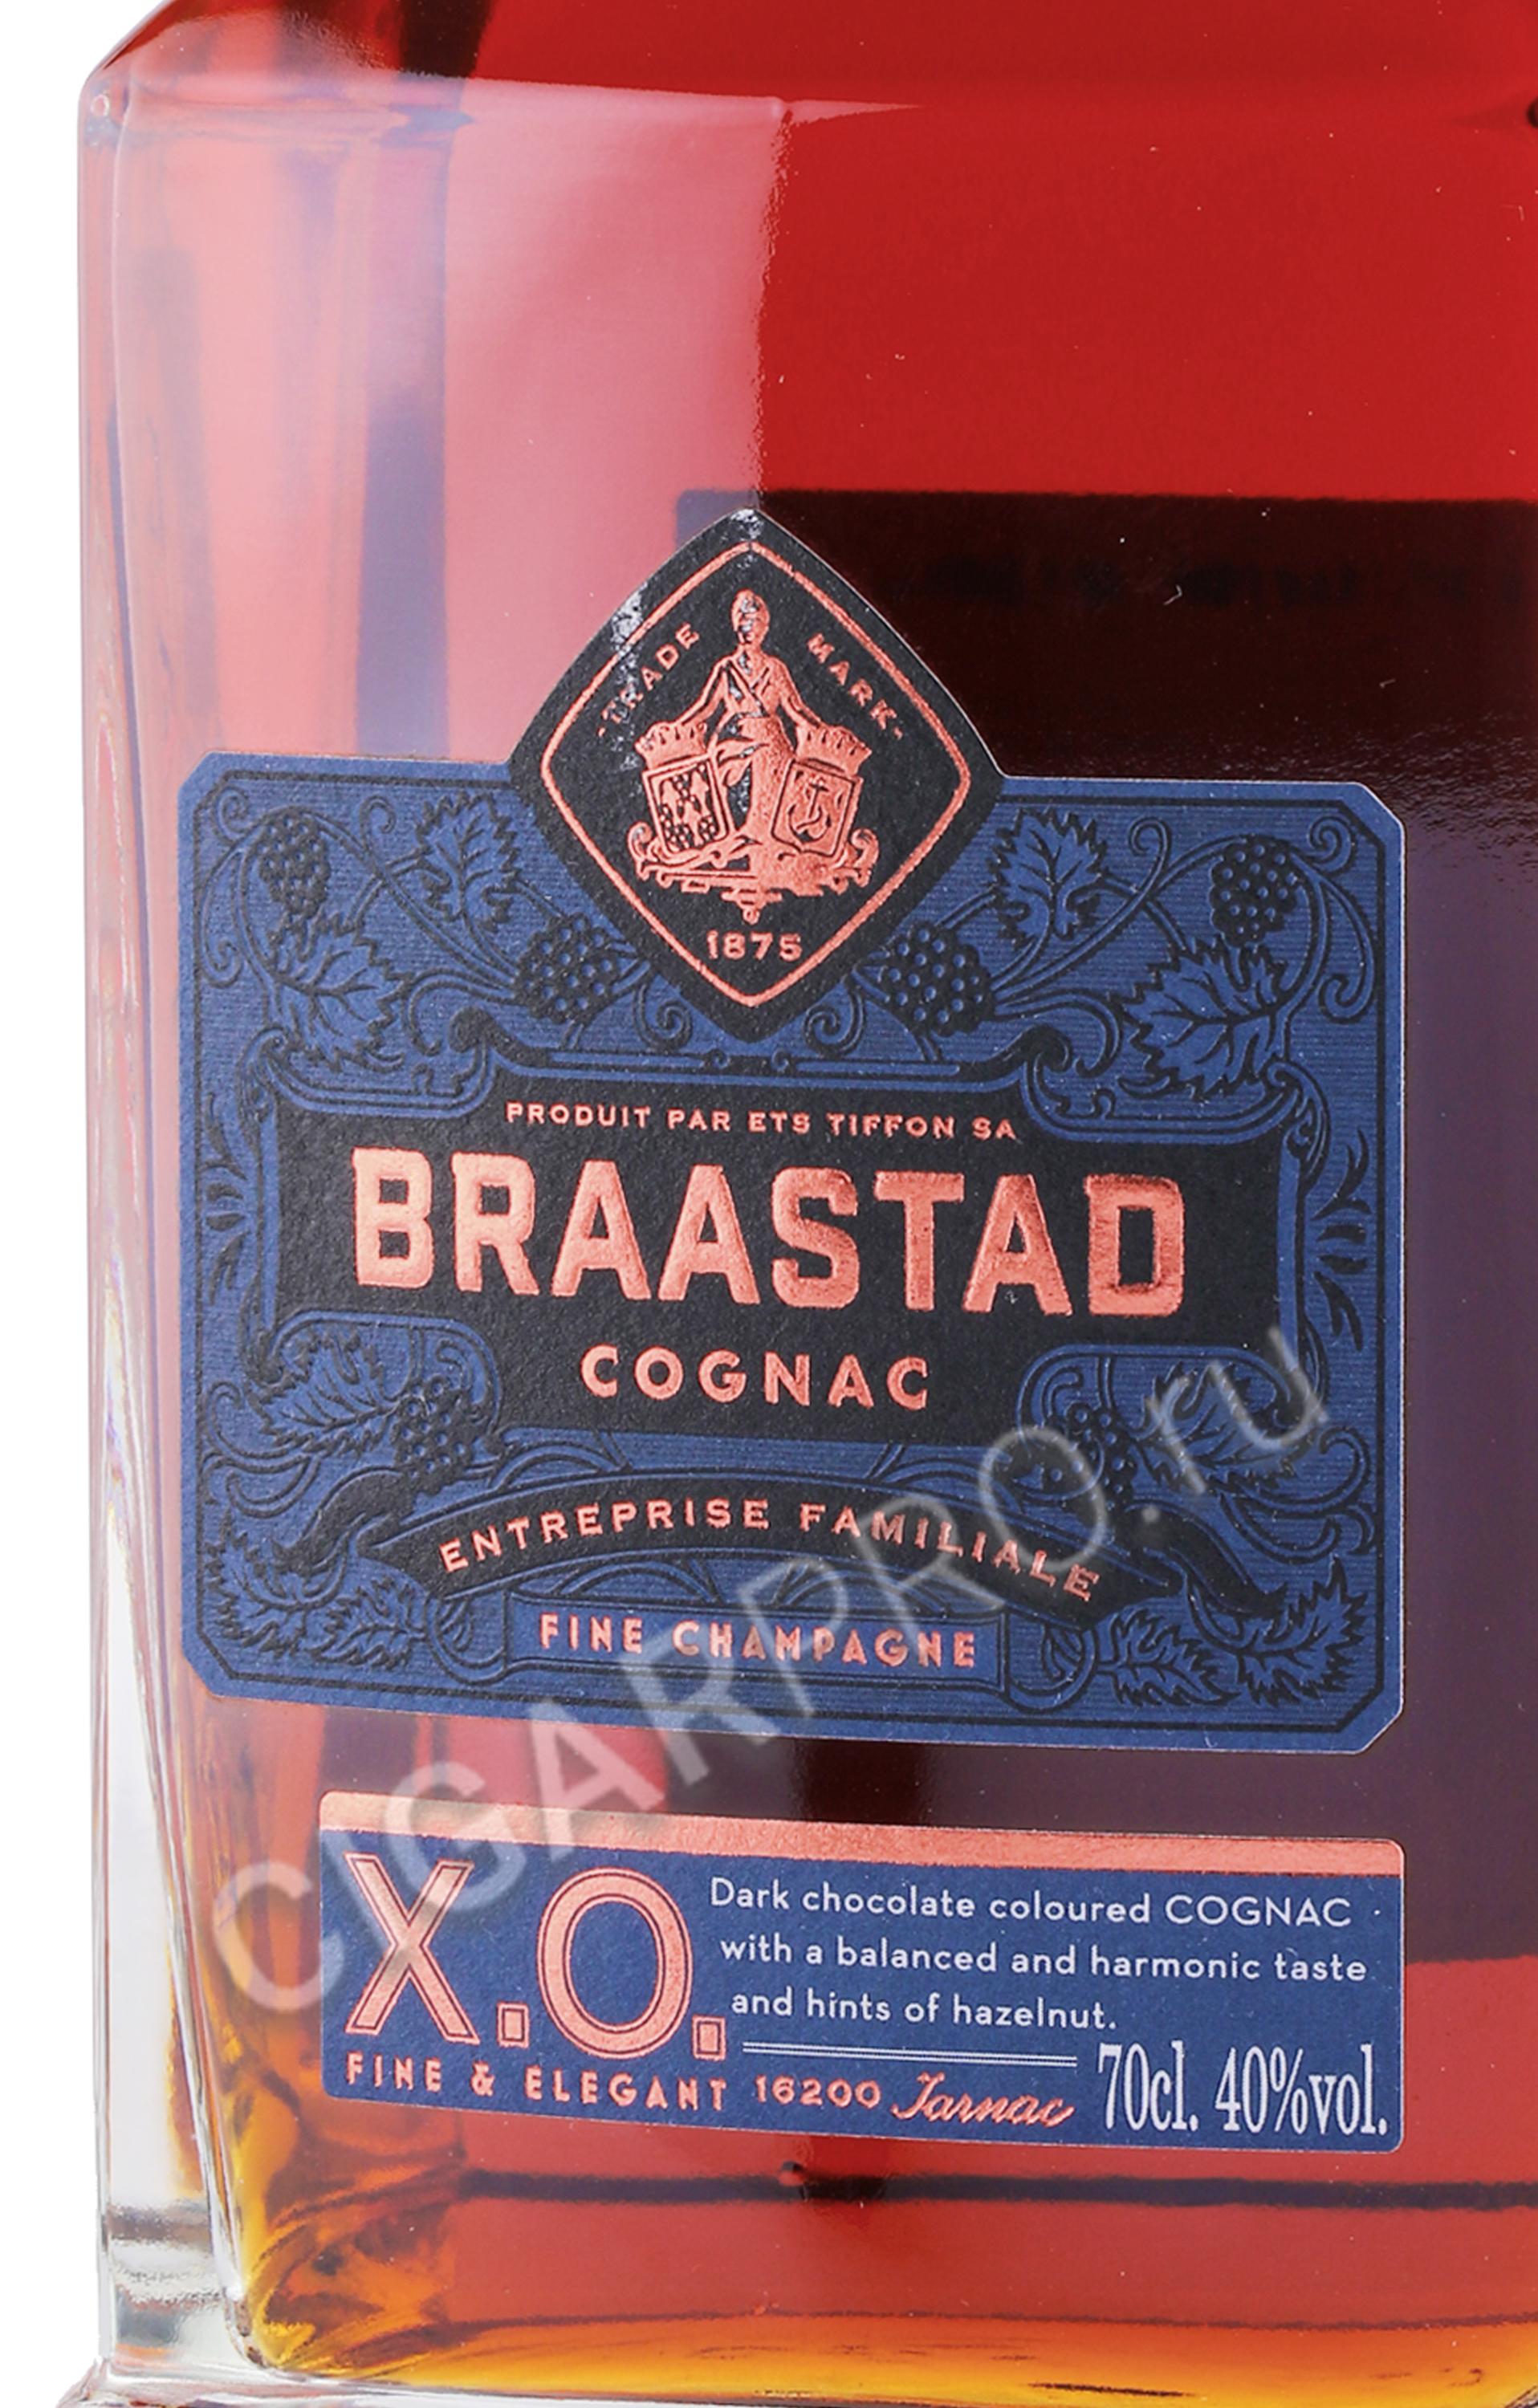 TRADE MARK
1875
PRODUIT PAR ETS TIFFON SA
BRAASTAD
COGNAC
ENTREPRISE FAMILIALE
FINE CHAMPAGNE
X.O.
FINE & ELEGANT
Dark chocolate coloured COGNAC
with a balanced and harmonic taste
and hints of hazelnut.
16200 Jarnac
70cl. 40%vol.
CIGARPRO.ru